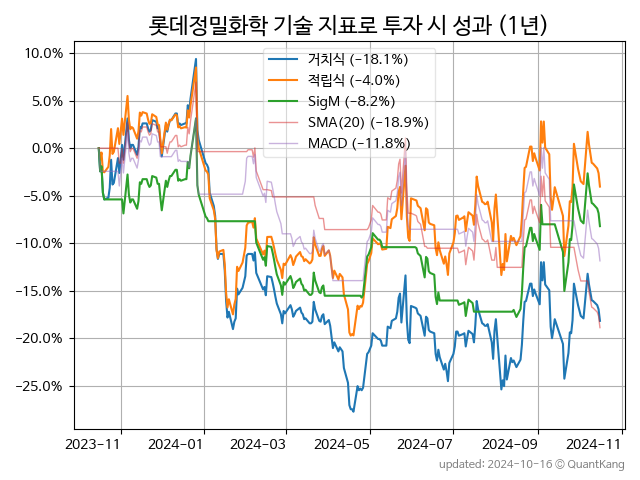 롯데정밀화학 기술 지표로 투자 시 성과 (1년)
10.0%
5.0%
0.0%
−5.0%
−10.0%
−15.0%
−20.0%
−25.0%
거치식 (−18.1%)
적립식 (−4.0%)
SigM (−8.2%)
SMA(20) (−18.9%)
MACD (−11.8%)
2023-11 2024-01 2024-03 2024-05 2024-07 2024-09 2024-11
updated: 2024-10-16 © QuantKang